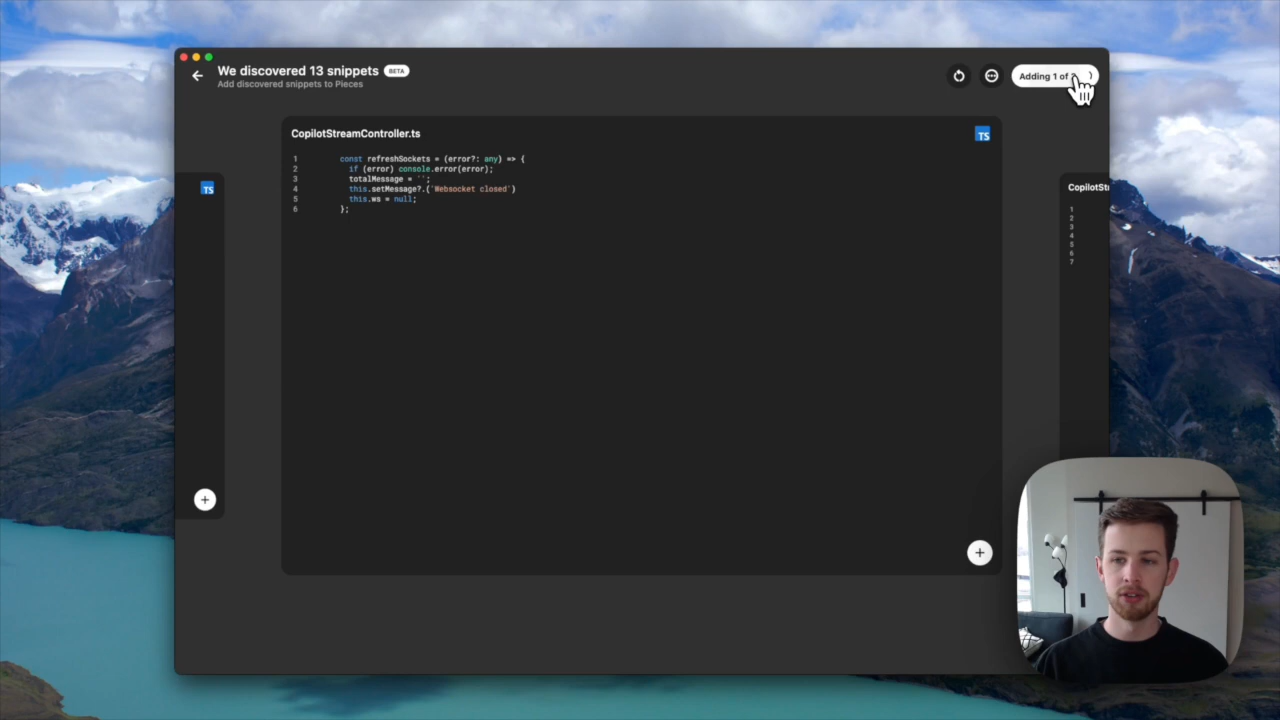 We discovered 13 snippets BETA
Add discovered snippets to Pieces
Adding 1 of
CopilotStreamController.ts
TS
1 const refreshSockets = (error?: any) => {
2 if (error) console.error(error);
3 totalMessage = '';
4 this.setMessage?.('Websocket closed')
5 this.ws = null;
6 };
TS
CopilotStr
1
2
3
4
5
6
7